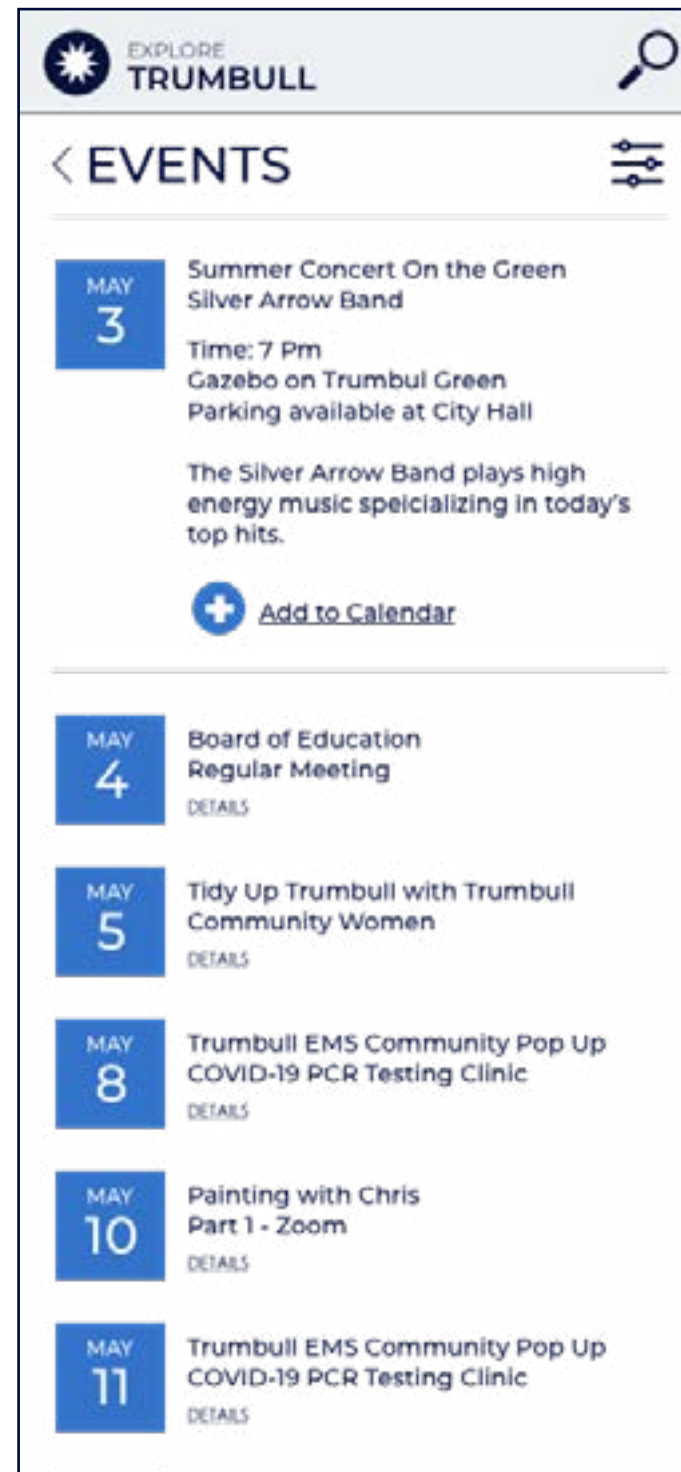 EXPLORE
TRUMBULL
EVENTS
MAY
3
Summer Concert On the Green
Silver Arrow Band
Time: 7 Pm
Gazebo on Trumbul Green
Parking available at City Hall
The Silver Arrow Band plays high
energy music speicializing in today's
top hits.
Add to Calendar
MAY
4
Board of Education
Regular Meeting
DETAILS
MAY
5
Tidy Up Trumbull with Trumbull
Community Women
DETAILS
MAY
8
Trumbull EMS Community Pop Up
COVID-19 PCR Testing Clinic
DETAILS
MAY
10
Painting with Chris
Part 1 - Zoom
DETAILS
MAY
11
Trumbull EMS Community Pop Up
COVID-19 PCR Testing Clinic
DETAILS